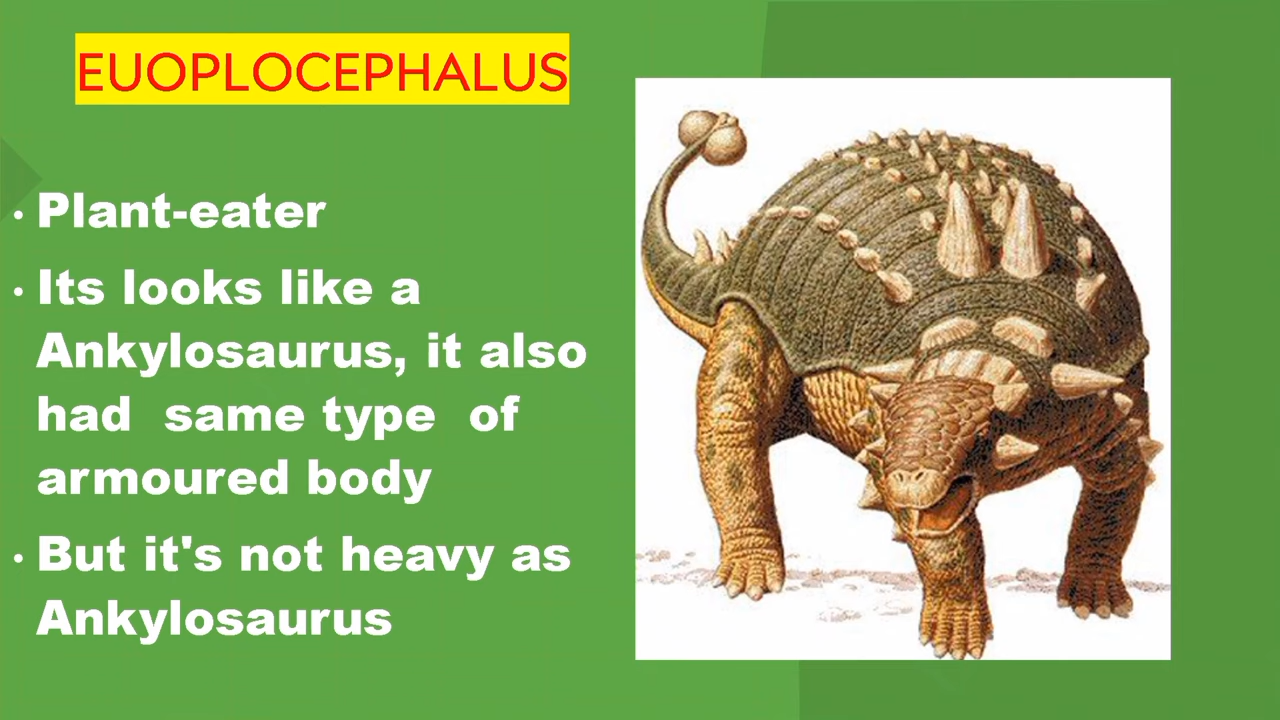 EUOPLOCEPHALUS
• Plant-eater
• Its looks like a
Ankylosaurus, it also
had  same type  of
armoured body
• But it's not heavy as
Ankylosaurus